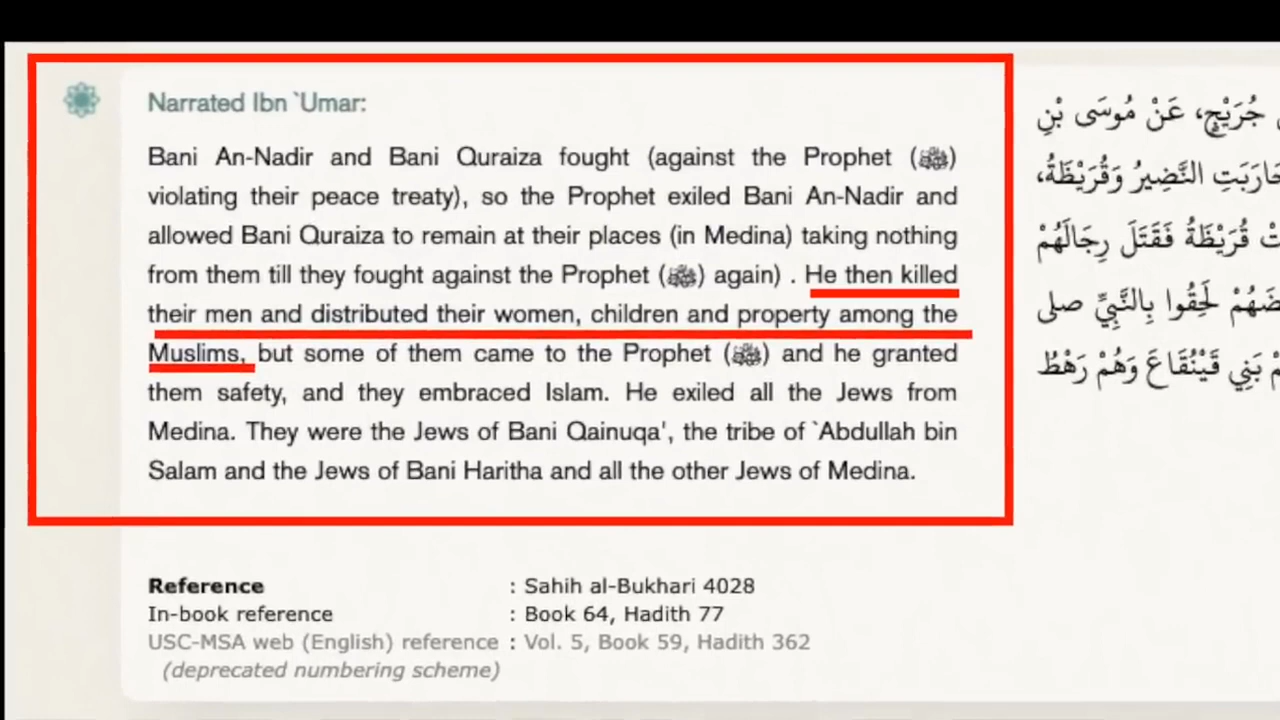 Narrated Ibn `Umar:
Bani An-Nadir and Bani Quraiza fought (against the Prophet (ﷺ)
violating their peace treaty), so the Prophet exiled Bani An-Nadir and
allowed Bani Quraiza to remain at their places (in Medina) taking nothing
from them till they fought against the Prophet (ﷺ) again) . He then killed
their men and distributed their women, children and property among the
Muslims, but some of them came to the Prophet (ﷺ) and he granted
them safety, and they embraced Islam. He exiled all the Jews from
Medina. They were the Jews of Bani Qainuqa', the tribe of `Abdullah bin
Salam and the Jews of Bani Haritha and all the other Jews of Medina.
جُرَيْجٍ، عَنْ مُوسَى بْنِ
النَّضِيرُ وَقُرَيْظَةُ،
قُرَيْظَةُ فَقَتَلَ رِجَالَهُمْ
لَحِقُوا بِالنَّبِيِّ صلى
بَنِي قَيْنُقَاعَ وَهُمْ رَهْطُ
Reference : Sahih al-Bukhari 4028
In-book reference : Book 64, Hadith 77
USC-MSA web (English) reference : Vol. 5, Book 59, Hadith 362
(deprecated numbering scheme)